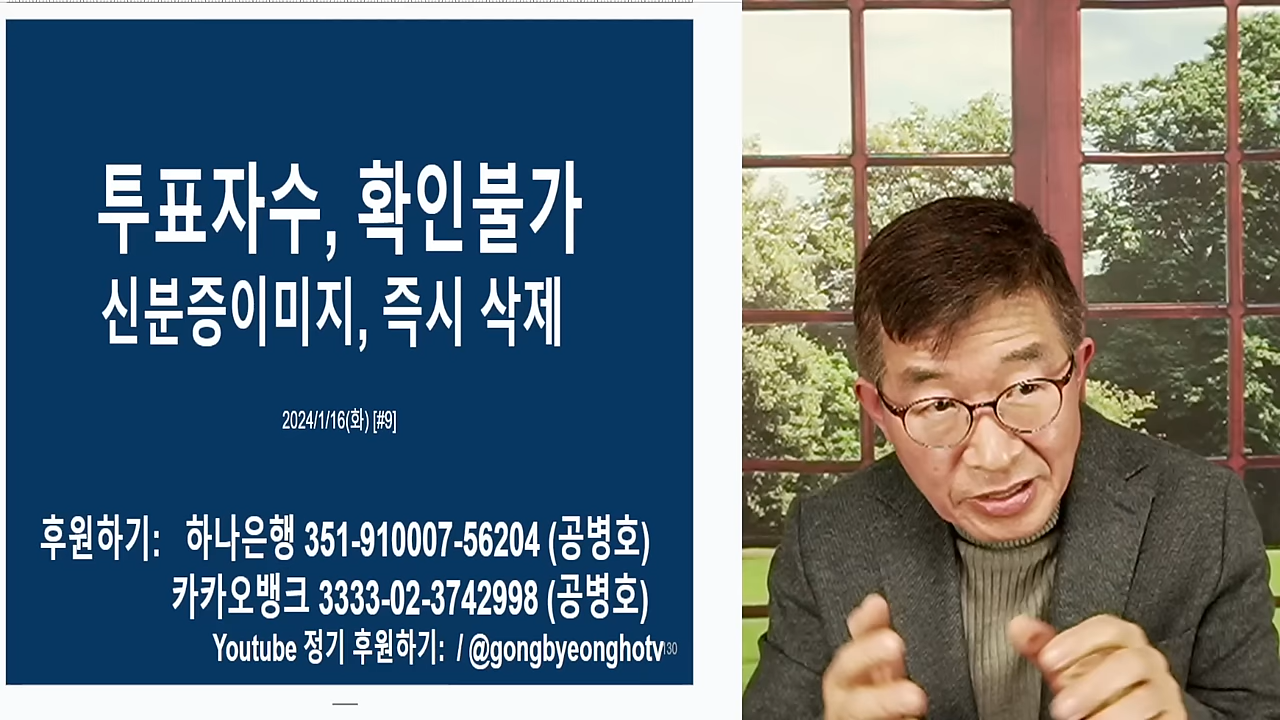 투표자수, 확인불가
신분증이미지, 즉시 삭제
2024/1/16(화) [#9]
후원하기: 하나은행 351-910007-56204 (공병호)
카카오뱅크 3333-02-3742998 (공병호)
Youtube 정기 후원하기: / @gongbyeonghotv
130